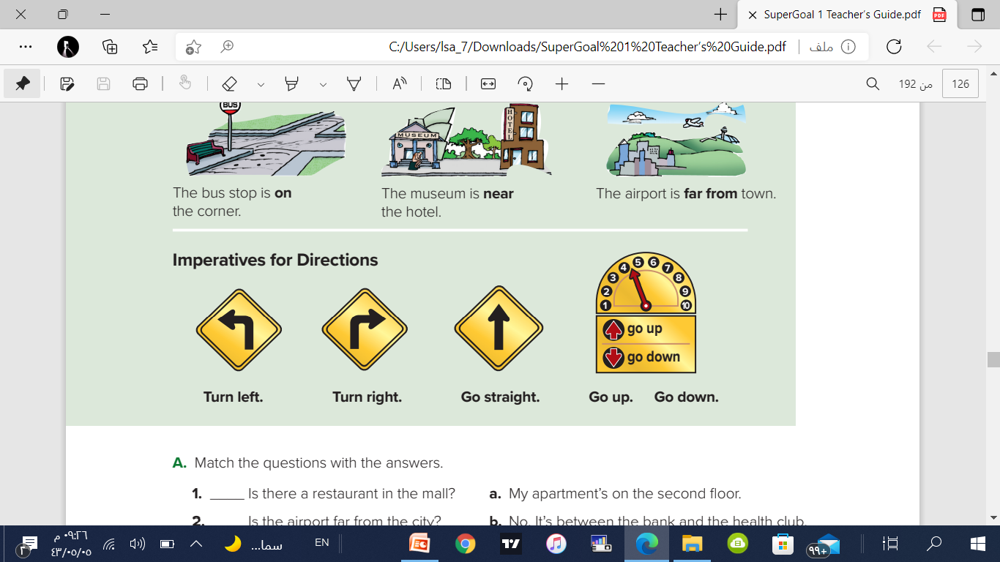 SuperGoal 1 Teacher's Guide.pdf
PDF
C:/Users/lsa_7/Downloads/SuperGoal%201%20Teacher's%20Guide.pdf
ملف
126
من 192
BUS
MUSEUM
HOTEL
The bus stop is on
the corner.
The museum is near
the hotel.
The airport is far from town.
Imperatives for Directions
1 2 3 4 5 6 7 8 9 10
go up
go down
Turn left.
Turn right.
Go straight.
Go up. Go down.
A. Match the questions with the answers.
1. ____ Is there a restaurant in the mall?
a. My apartment's on the second floor.
2. ____ Is the airport far from the city?
b. No. It's between the bank and the health club.
٠٩:٢٦ م
٤٣/٠٥/٠٥
٣
سما...
EN
+٩٩